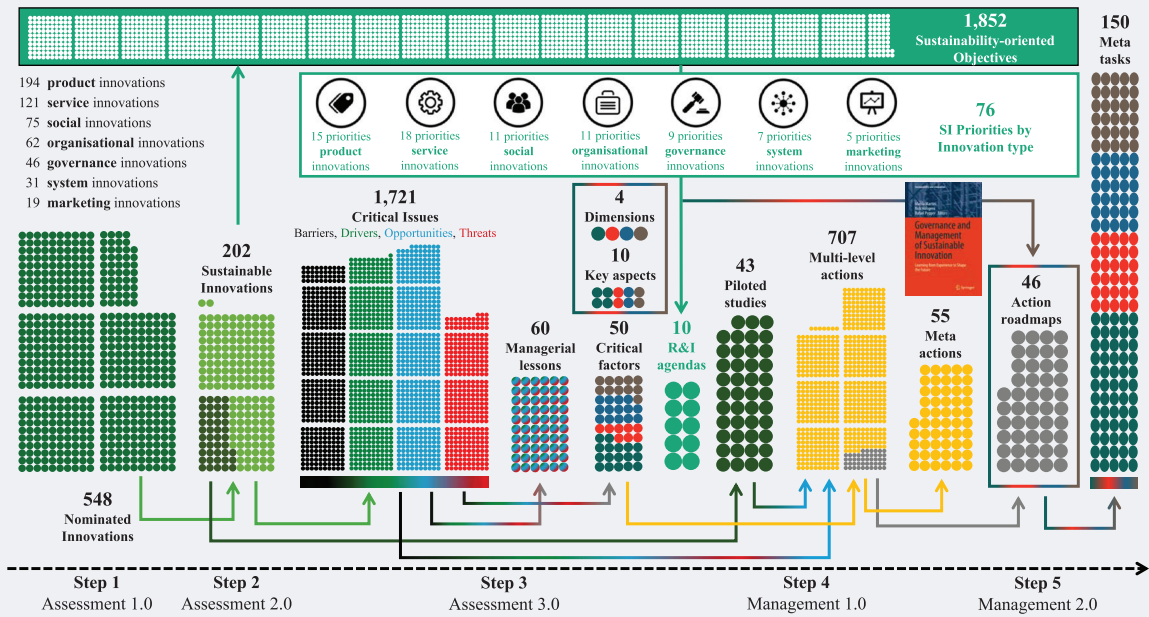 1,852
Sustainability-oriented
Objectives
150
Meta
tasks
194 product innovations
121 service innovations
75 social innovations
62 organisational innovations
46 governance innovations
31 system innovations
19 marketing innovations
15 priorities
product
innovations
18 priorities
service
innovations
11 priorities
social
innovations
11 priorities
organisational
innovations
9 priorities
governance
innovations
7 priorities
system
innovations
5 priorities
marketing
innovations
76
SI Priorities by
Innovation type
1,721
Critical Issues
Barriers, Drivers, Opportunities, Threats
4
Dimensions
10
Key aspects
202
Sustainable
Innovations
43
Piloted
studies
707
Multi-level
actions
Governance and
Management
of Sustainable
Innovation
Springer
46
Action
roadmaps
60
Managerial
lessons
50
Critical
factors
10
R&I
agendas
55
Meta
actions
548
Nominated
Innovations
Step 1
Assessment 1.0
Step 2
Assessment 2.0
Step 3
Assessment 3.0
Step 4
Management 1.0
Step 5
Management 2.0